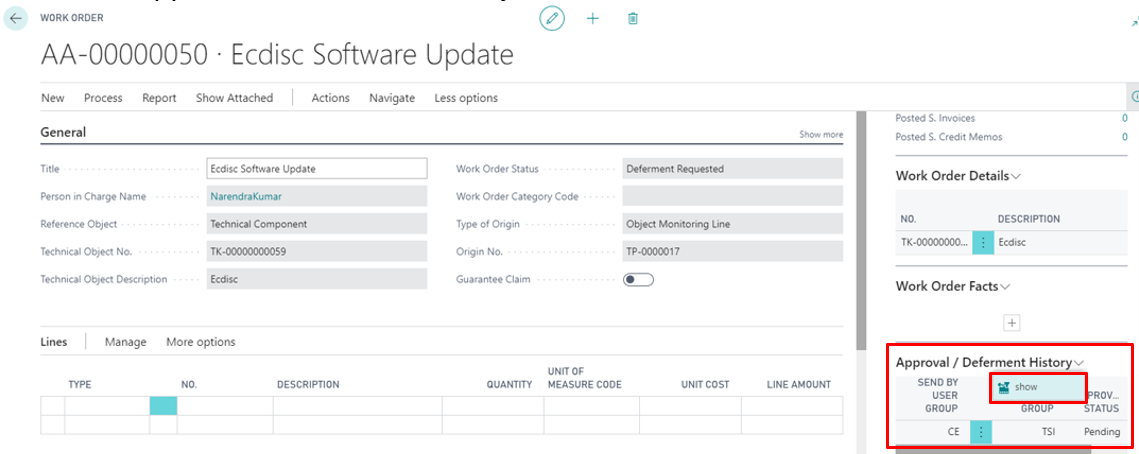 WORK ORDER
AA-00000050 · Ecdisc Software Update
New Process Report Show Attached Actions Navigate Less options
General
Show more
Title Ecdisc Software Update
Person in Charge Name NarendraKumar
Reference Object Technical Component
Technical Object No. TK-00000000059
Technical Object Description Ecdisc
Work Order Status Deferment Requested
Work Order Category Code
Type of Origin Object Monitoring Line
Origin No. TP-0000017
Guarantee Claim
Lines Manage More options
TYPE NO. DESCRIPTION QUANTITY UNIT OF MEASURE CODE UNIT COST LINE AMOUNT
Posted S. Invoices 0
Posted S. Credit Memos 0
Work Order Details
NO. DESCRIPTION
TK-00000000... Ecdisc
Work Order Facts
Approval / Deferment History
SEND BY USER GROUP
show
GROUP
PROV... STATUS
CE TSI Pending